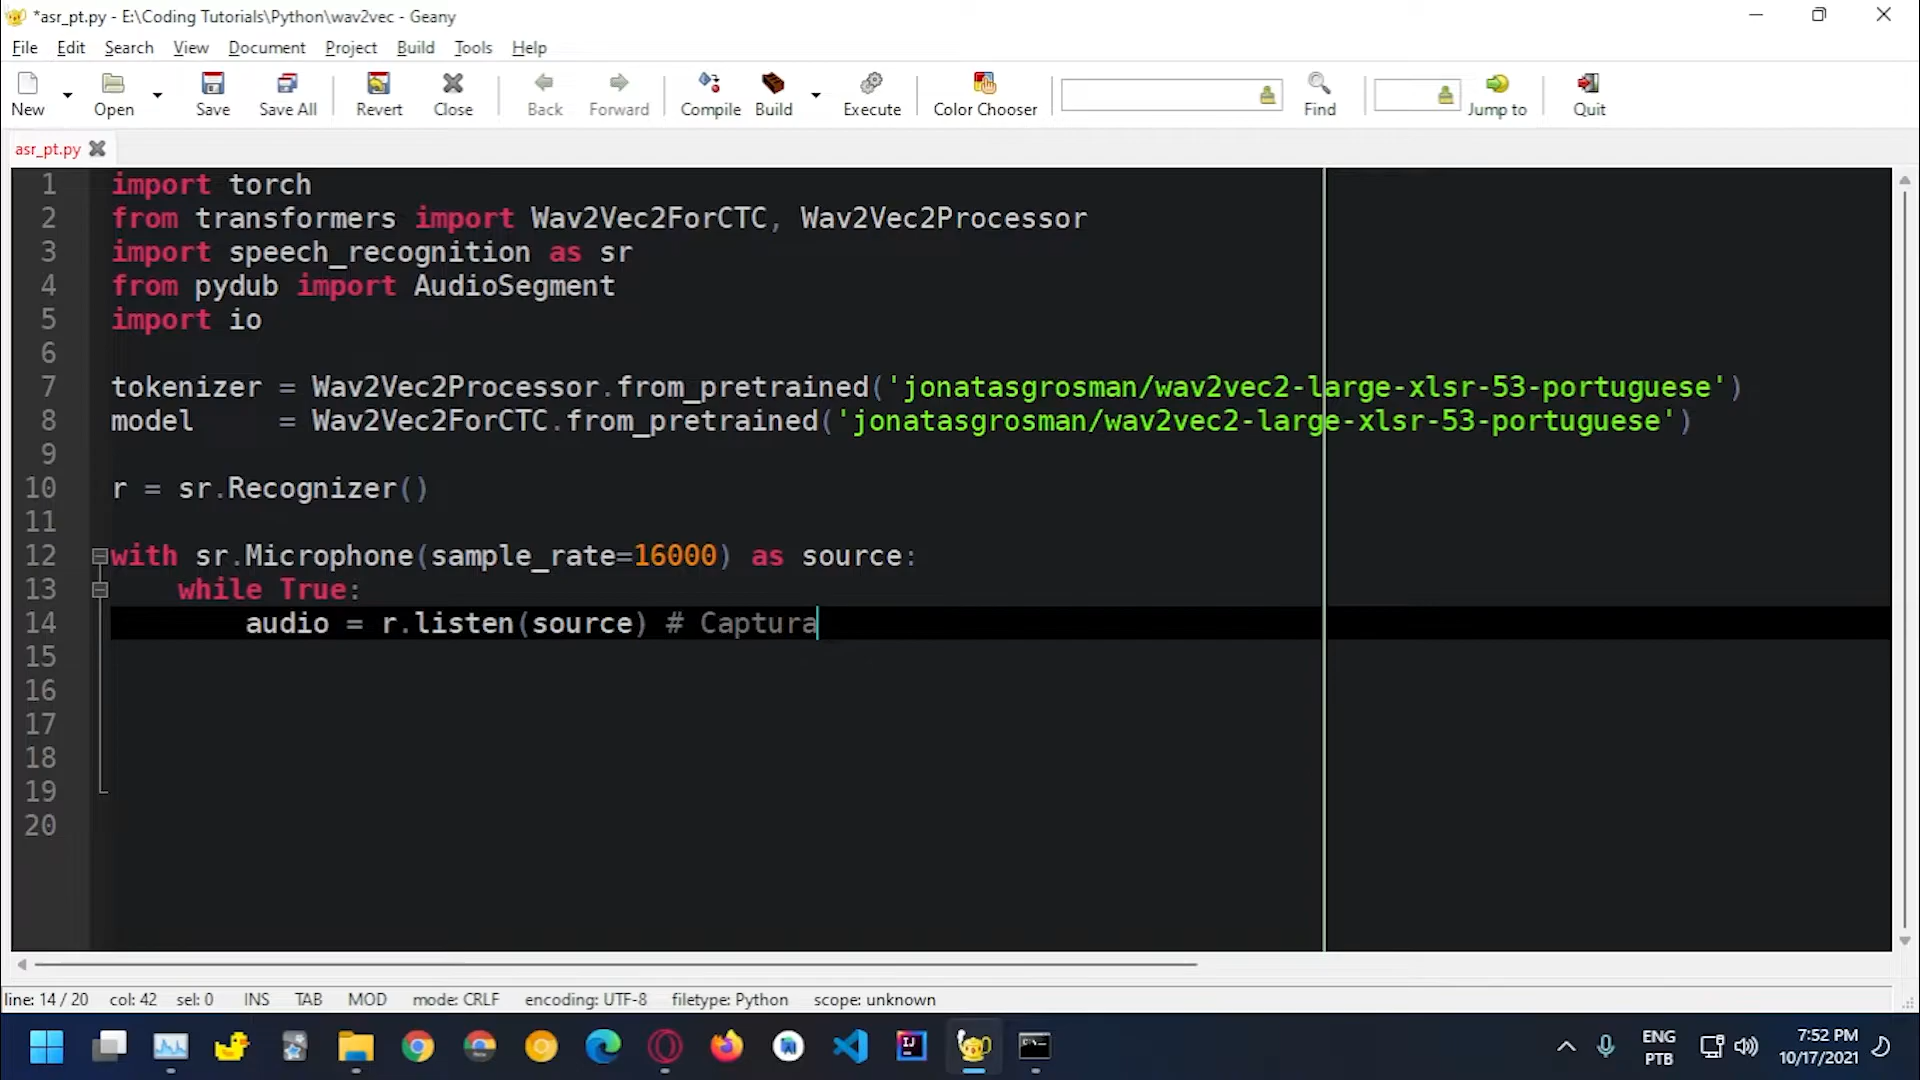 *asr_pt.py - E:\Coding Tutorials\Python\wav2vec - Geany
File Edit Search View Document Project Build Tools Help
New Open Save Save All Revert Close Back Forward Compile Build Execute Color Chooser Find Jump to Quit
asr_pt.py
1 import torch
2 from transformers import Wav2Vec2ForCTC, Wav2Vec2Processor
3 import speech_recognition as sr
4 from pydub import AudioSegment
5 import io
6
7 tokenizer = Wav2Vec2Processor.from_pretrained('jonatasgrosman/wav2vec2-large-xlsr-53-portuguese')
8 model     = Wav2Vec2ForCTC.from_pretrained('jonatasgrosman/wav2vec2-large-xlsr-53-portuguese')
9
10 r = sr.Recognizer()
11
12 with sr.Microphone(sample_rate=16000) as source:
13     while True:
14         audio = r.listen(source) # Captura
15
16
17
18
19
20
line: 14 / 20 col: 42 sel: 0 INS TAB MOD mode: CRLF encoding: UTF-8 filetype: Python scope: unknown
ENG
PTB
7:52 PM
10/17/2021